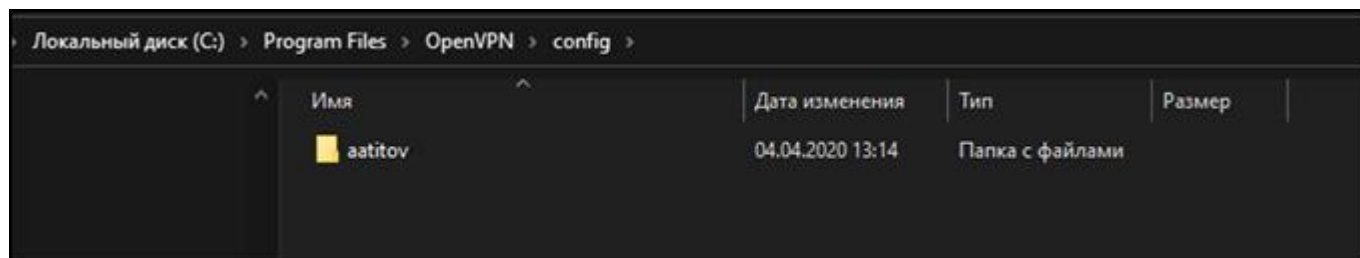 Локальный диск (C:) › Program Files › OpenVPN › config ›
Имя Дата изменения Тип Размер
aatitov 04.04.2020 13:14 Папка с файлами